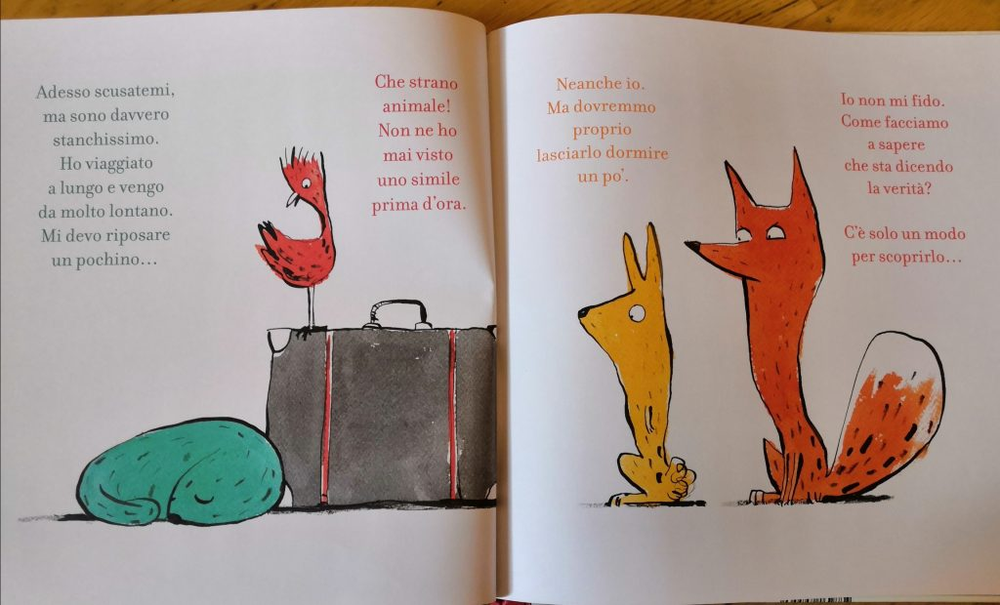 Adesso scusatemi,
ma sono davvero
stanchissimo.
Ho viaggiato
a lungo e vengo
da molto lontano.
Mi devo riposare
un pochino...
Che strano
animale!
Non ne ho
mai visto
uno simile
prima d'ora.
Neanche io.
Ma dovremmo
proprio
lasciarlo dormire
un po'.
Io non mi fido.
Come facciamo
a sapere
che sta dicendo
la verità?
C'è solo un modo
per scoprirlo...